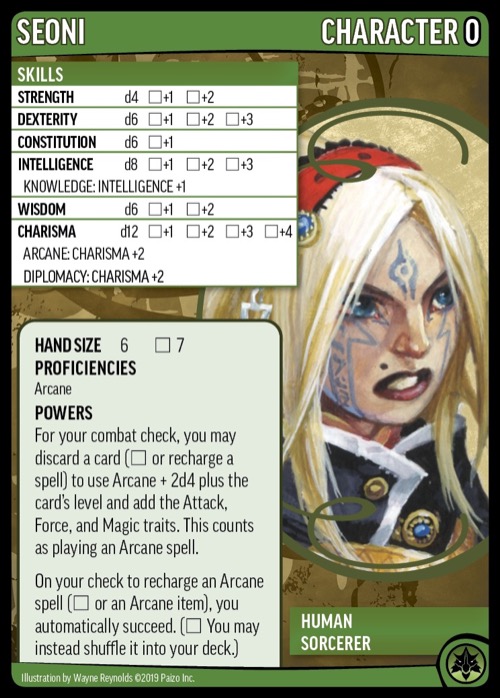 SEONI CHARACTER 0
SKILLS
STRENGTH d4 ☐+1 ☐+2
DEXTERITY d6 ☐+1 ☐+2 ☐+3
CONSTITUTION d6 ☐+1
INTELLIGENCE d8 ☐+1 ☐+2 ☐+3
KNOWLEDGE: INTELLIGENCE +1
WISDOM d6 ☐+1 ☐+2
CHARISMA d12 ☐+1 ☐+2 ☐+3 ☐+4
ARCANE: CHARISMA +2
DIPLOMACY: CHARISMA +2
HAND SIZE 6 ☐ 7
PROFICIENCIES
Arcane
POWERS
For your combat check, you may
discard a card (☐ or recharge a
spell) to use Arcane + 2d4 plus the
card's level and add the Attack,
Force, and Magic traits. This counts
as playing an Arcane spell.
On your check to recharge an Arcane
spell (☐ or an Arcane item), you
automatically succeed. (☐ You may
instead shuffle it into your deck.)
HUMAN
SORCERER
Illustration by Wayne Reynolds ©2019 Paizo Inc.